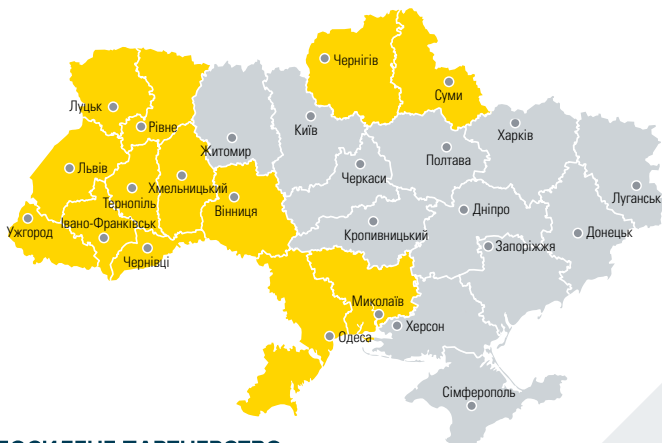 Чернігів
Суми
Луцьк
Рівне
Київ
Харків
Житомир
Полтава
Львів
Черкаси
Хмельницький
Тернопіль
Вінниця
Луганськ
Дніпро
Івано-Франківськ
Ужгород
Кропивницький
Донецьк
Запоріжжя
Чернівці
Миколаїв
Херсон
Одеса
Сімферополь